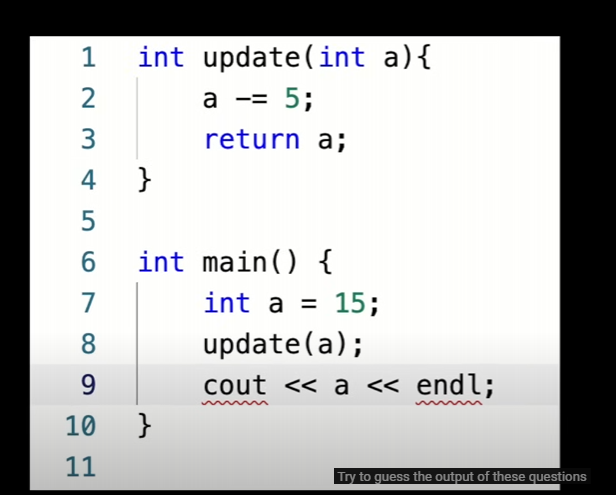 1 int update(int a){
2 a -= 5;
3 return a;
4 }
5
6 int main() {
7 int a = 15;
8 update(a);
9 cout << a << endl;
10 }
11
Try to guess the output of these questions